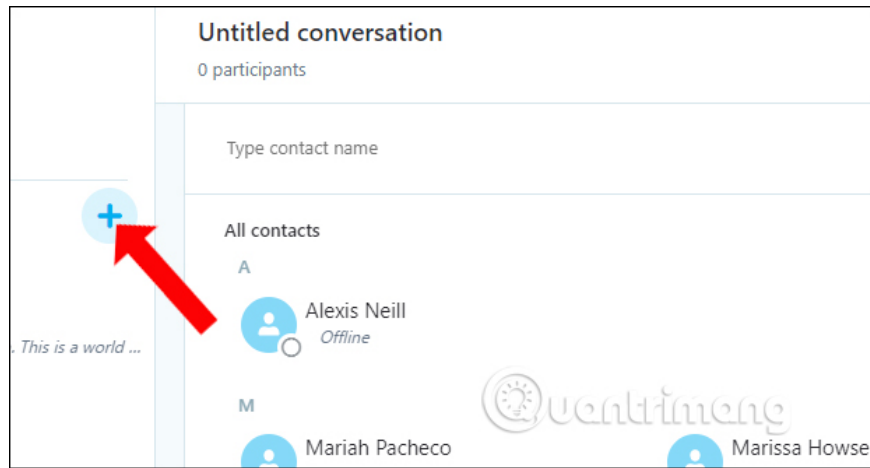 Untitled conversation
0 participants
Type contact name
All contacts
A
Alexis Neill
Offline
. This is a world ...
M
Quantrimang
Mariah Pacheco
Marissa Howse